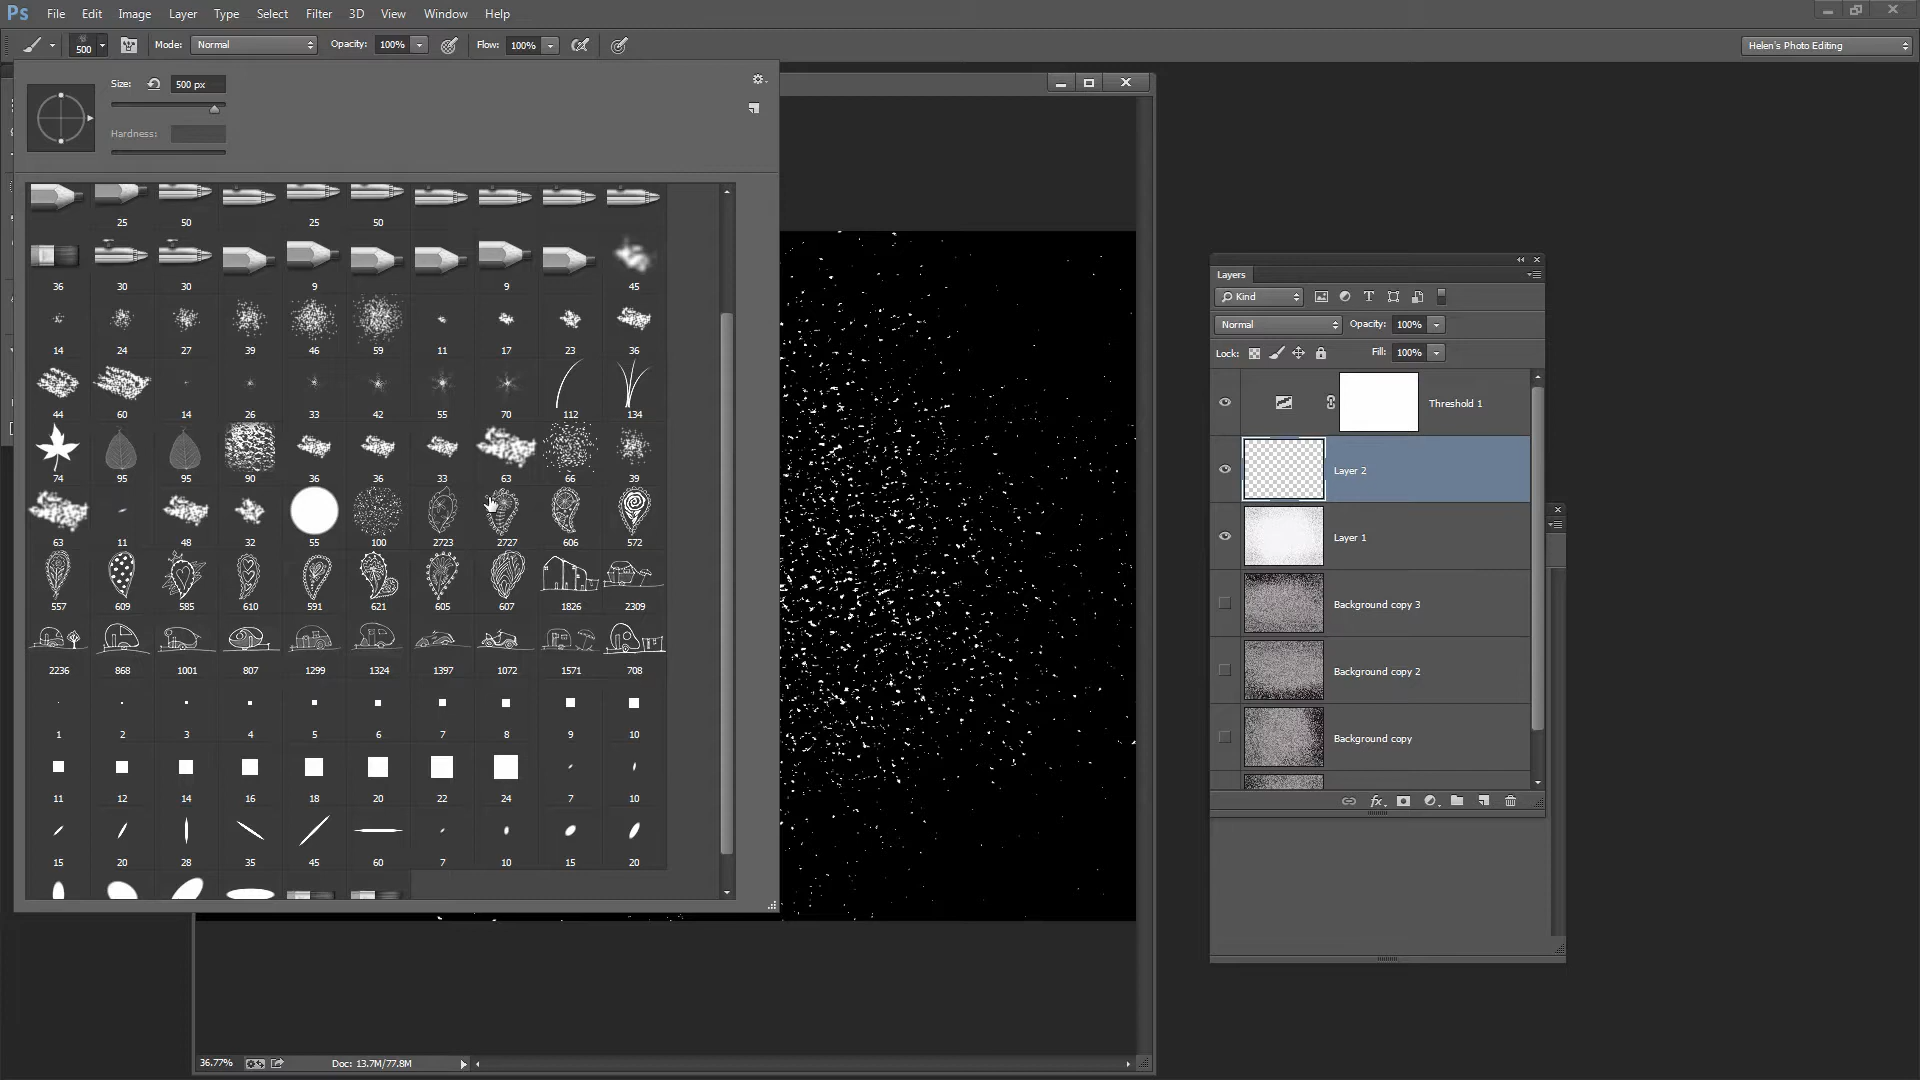 Ps File Edit Image Layer Type Select Filter 3D View Window Help
500 Mode: Normal Opacity: 100% Flow: 100% Helen's Photo Editing
Size: 500 px
Hardness:
25 50 25 50
36 30 30 9 9 45
14 24 27 39 46 59 11 17 23 36
44 60 14 26 33 42 55 70 112 134
74 95 95 90 36 36 33 63 66 39
63 11 48 32 55 100 2723 2727 606 572
557 609 585 610 591 621 605 607 1826 2309
2236 868 1001 807 1299 1324 1397 1072 1571 708
1 2 3 4 5 6 7 8 9 10
11 12 14 16 18 20 22 24 7 10
15 20 28 35 45 60 7 10 15 20
Layers
Kind T
Normal Opacity: 100%
Lock: Fill: 100%
Threshold 1
Layer 2
Layer 1
Background copy 3
Background copy 2
Background copy
fx
36.77% Doc: 13.7M/77.8M